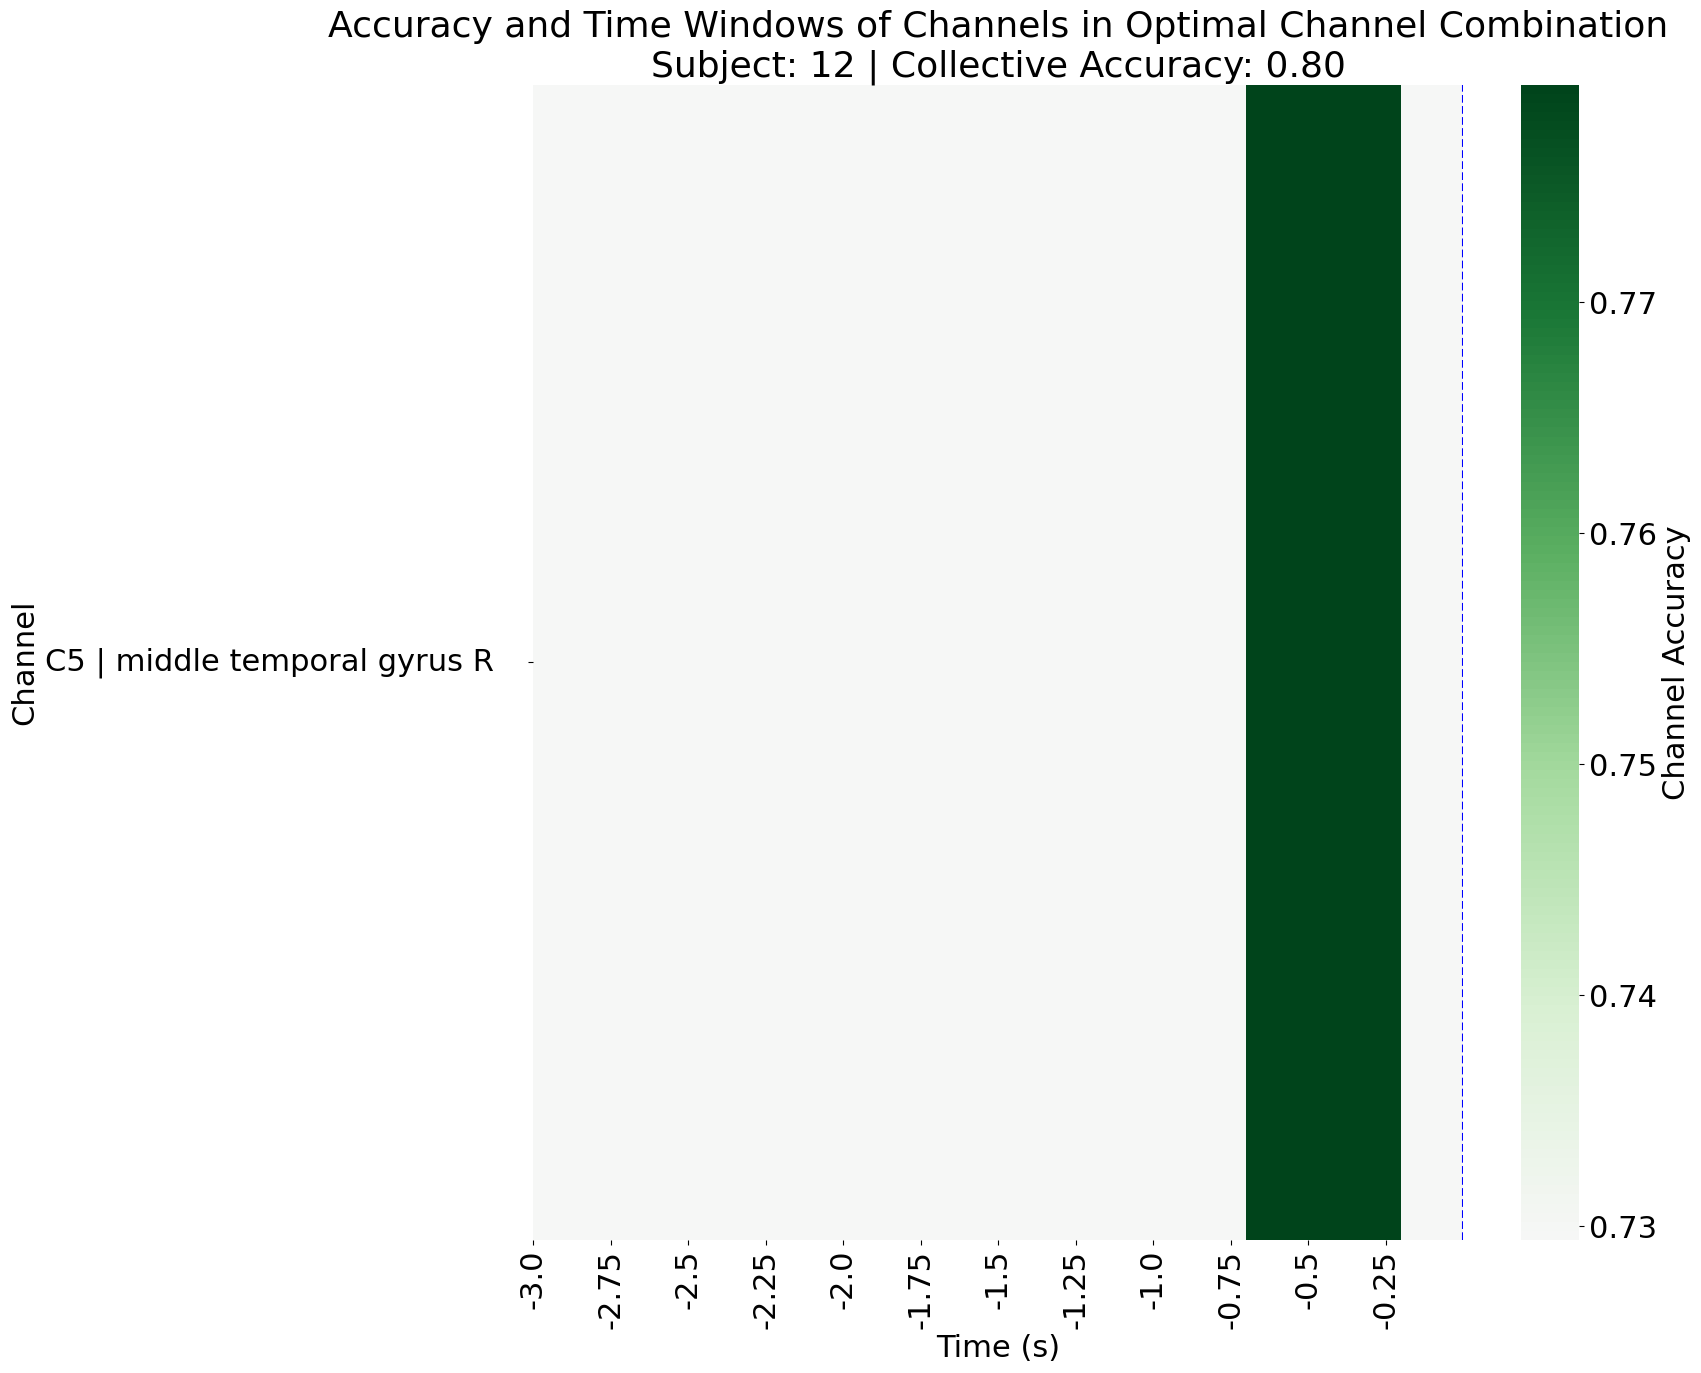 Accuracy and Time Windows of Channels in Optimal Channel Combination
Subject: 12 | Collective Accuracy: 0.80
Channel
C5 | middle temporal gyrus R
-3.0
-2.75
-2.5
-2.25
-2.0
-1.75
-1.5
-1.25
-1.0
-0.75
-0.5
-0.25
Time (s)
0.77
0.76
0.75
0.74
0.73
Channel Accuracy